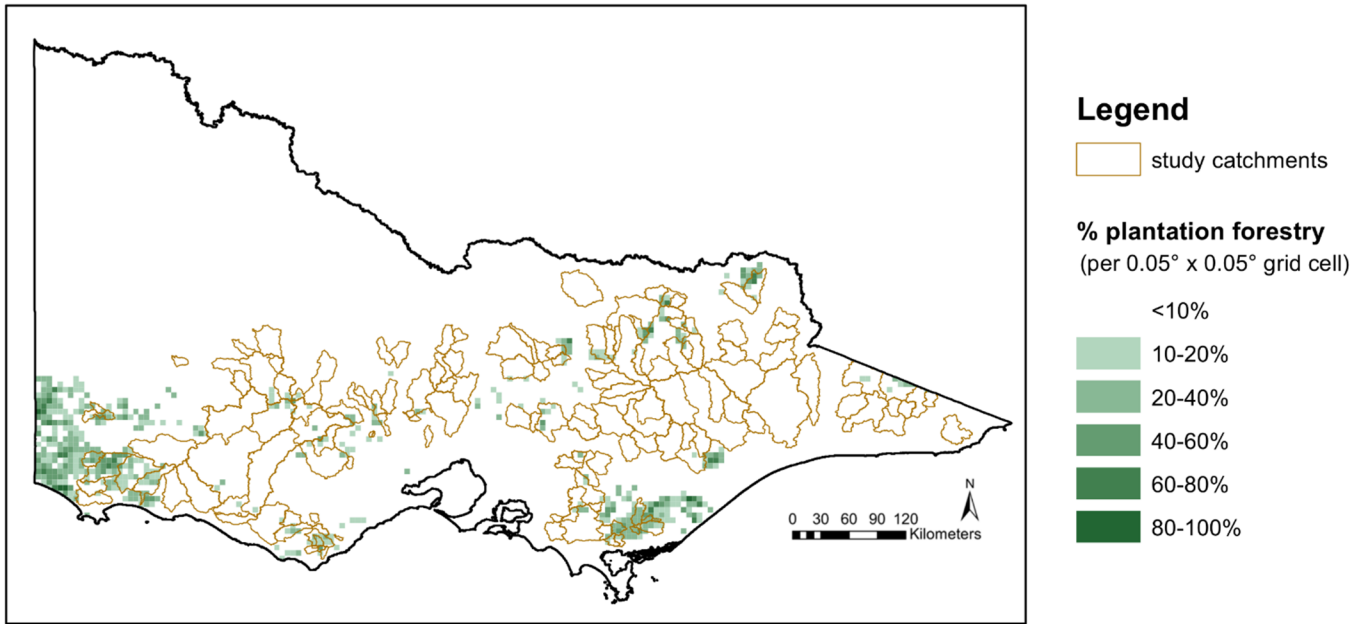 Legend
study catchments
% plantation forestry
(per 0.05° x 0.05° grid cell)
<10%
10-20%
20-40%
40-60%
60-80%
80-100%
N
0 30 60 90 120
Kilometers